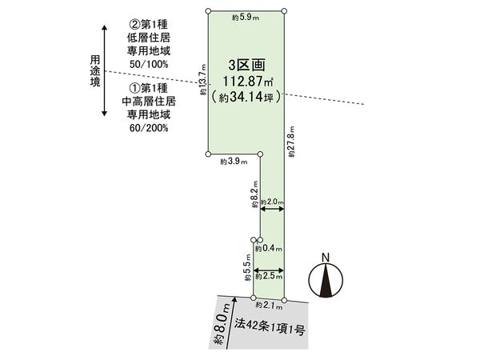 ②第1種
低層住居
専用地域
50/100%
用途境
①第1種
中高層住居
専用地域
60/200%
約5.9m
3区画
112.87㎡
(約34.14坪)
約13.7m
約27.8m
約3.9m
約8.2m
約2.0m
約0.4m
約5.5m
約2.5m
約2.1m
N
約8.0m
法42条1項1号